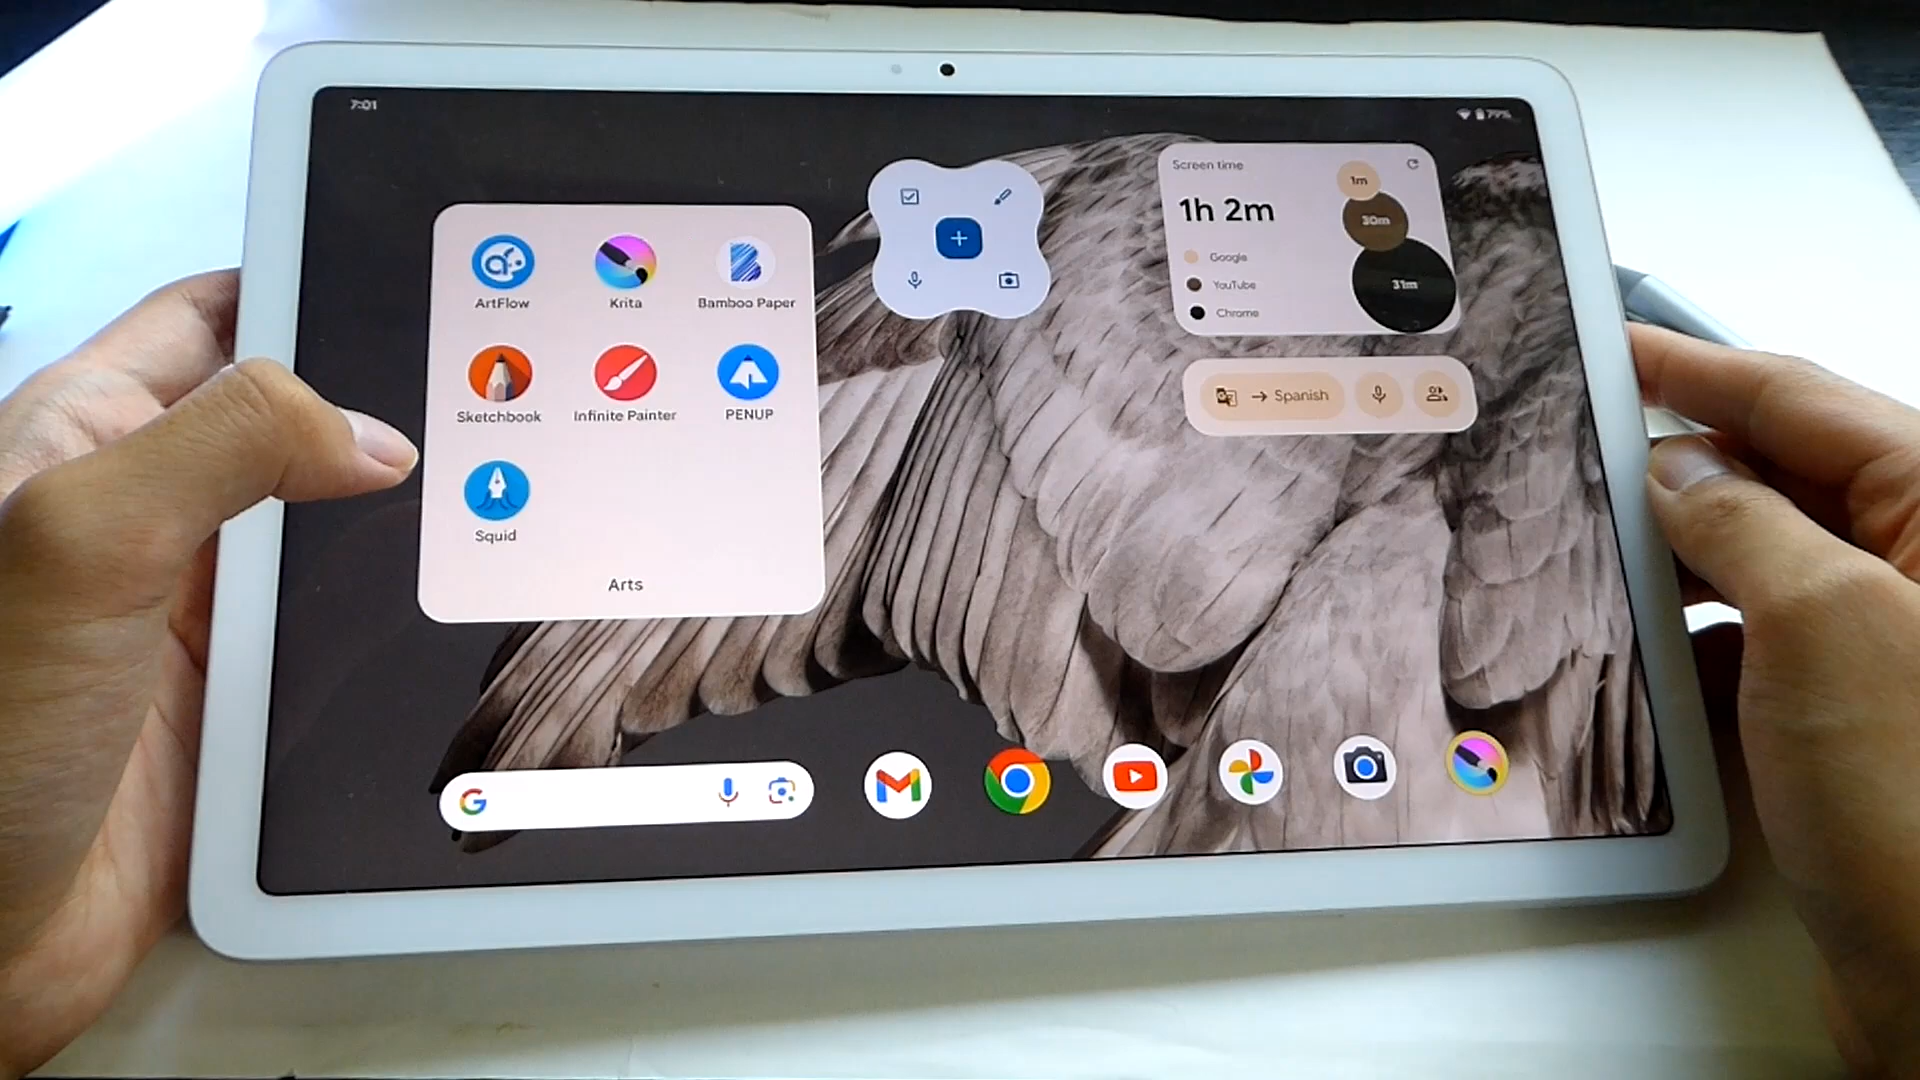 7:01
79%
ArtFlow
Krita
Bamboo Paper
Sketchbook
Infinite Painter
PENUP
Squid
Arts
Screen time
1h 2m
Google
YouTube
Chrome
1m
30m
31m
→ Spanish